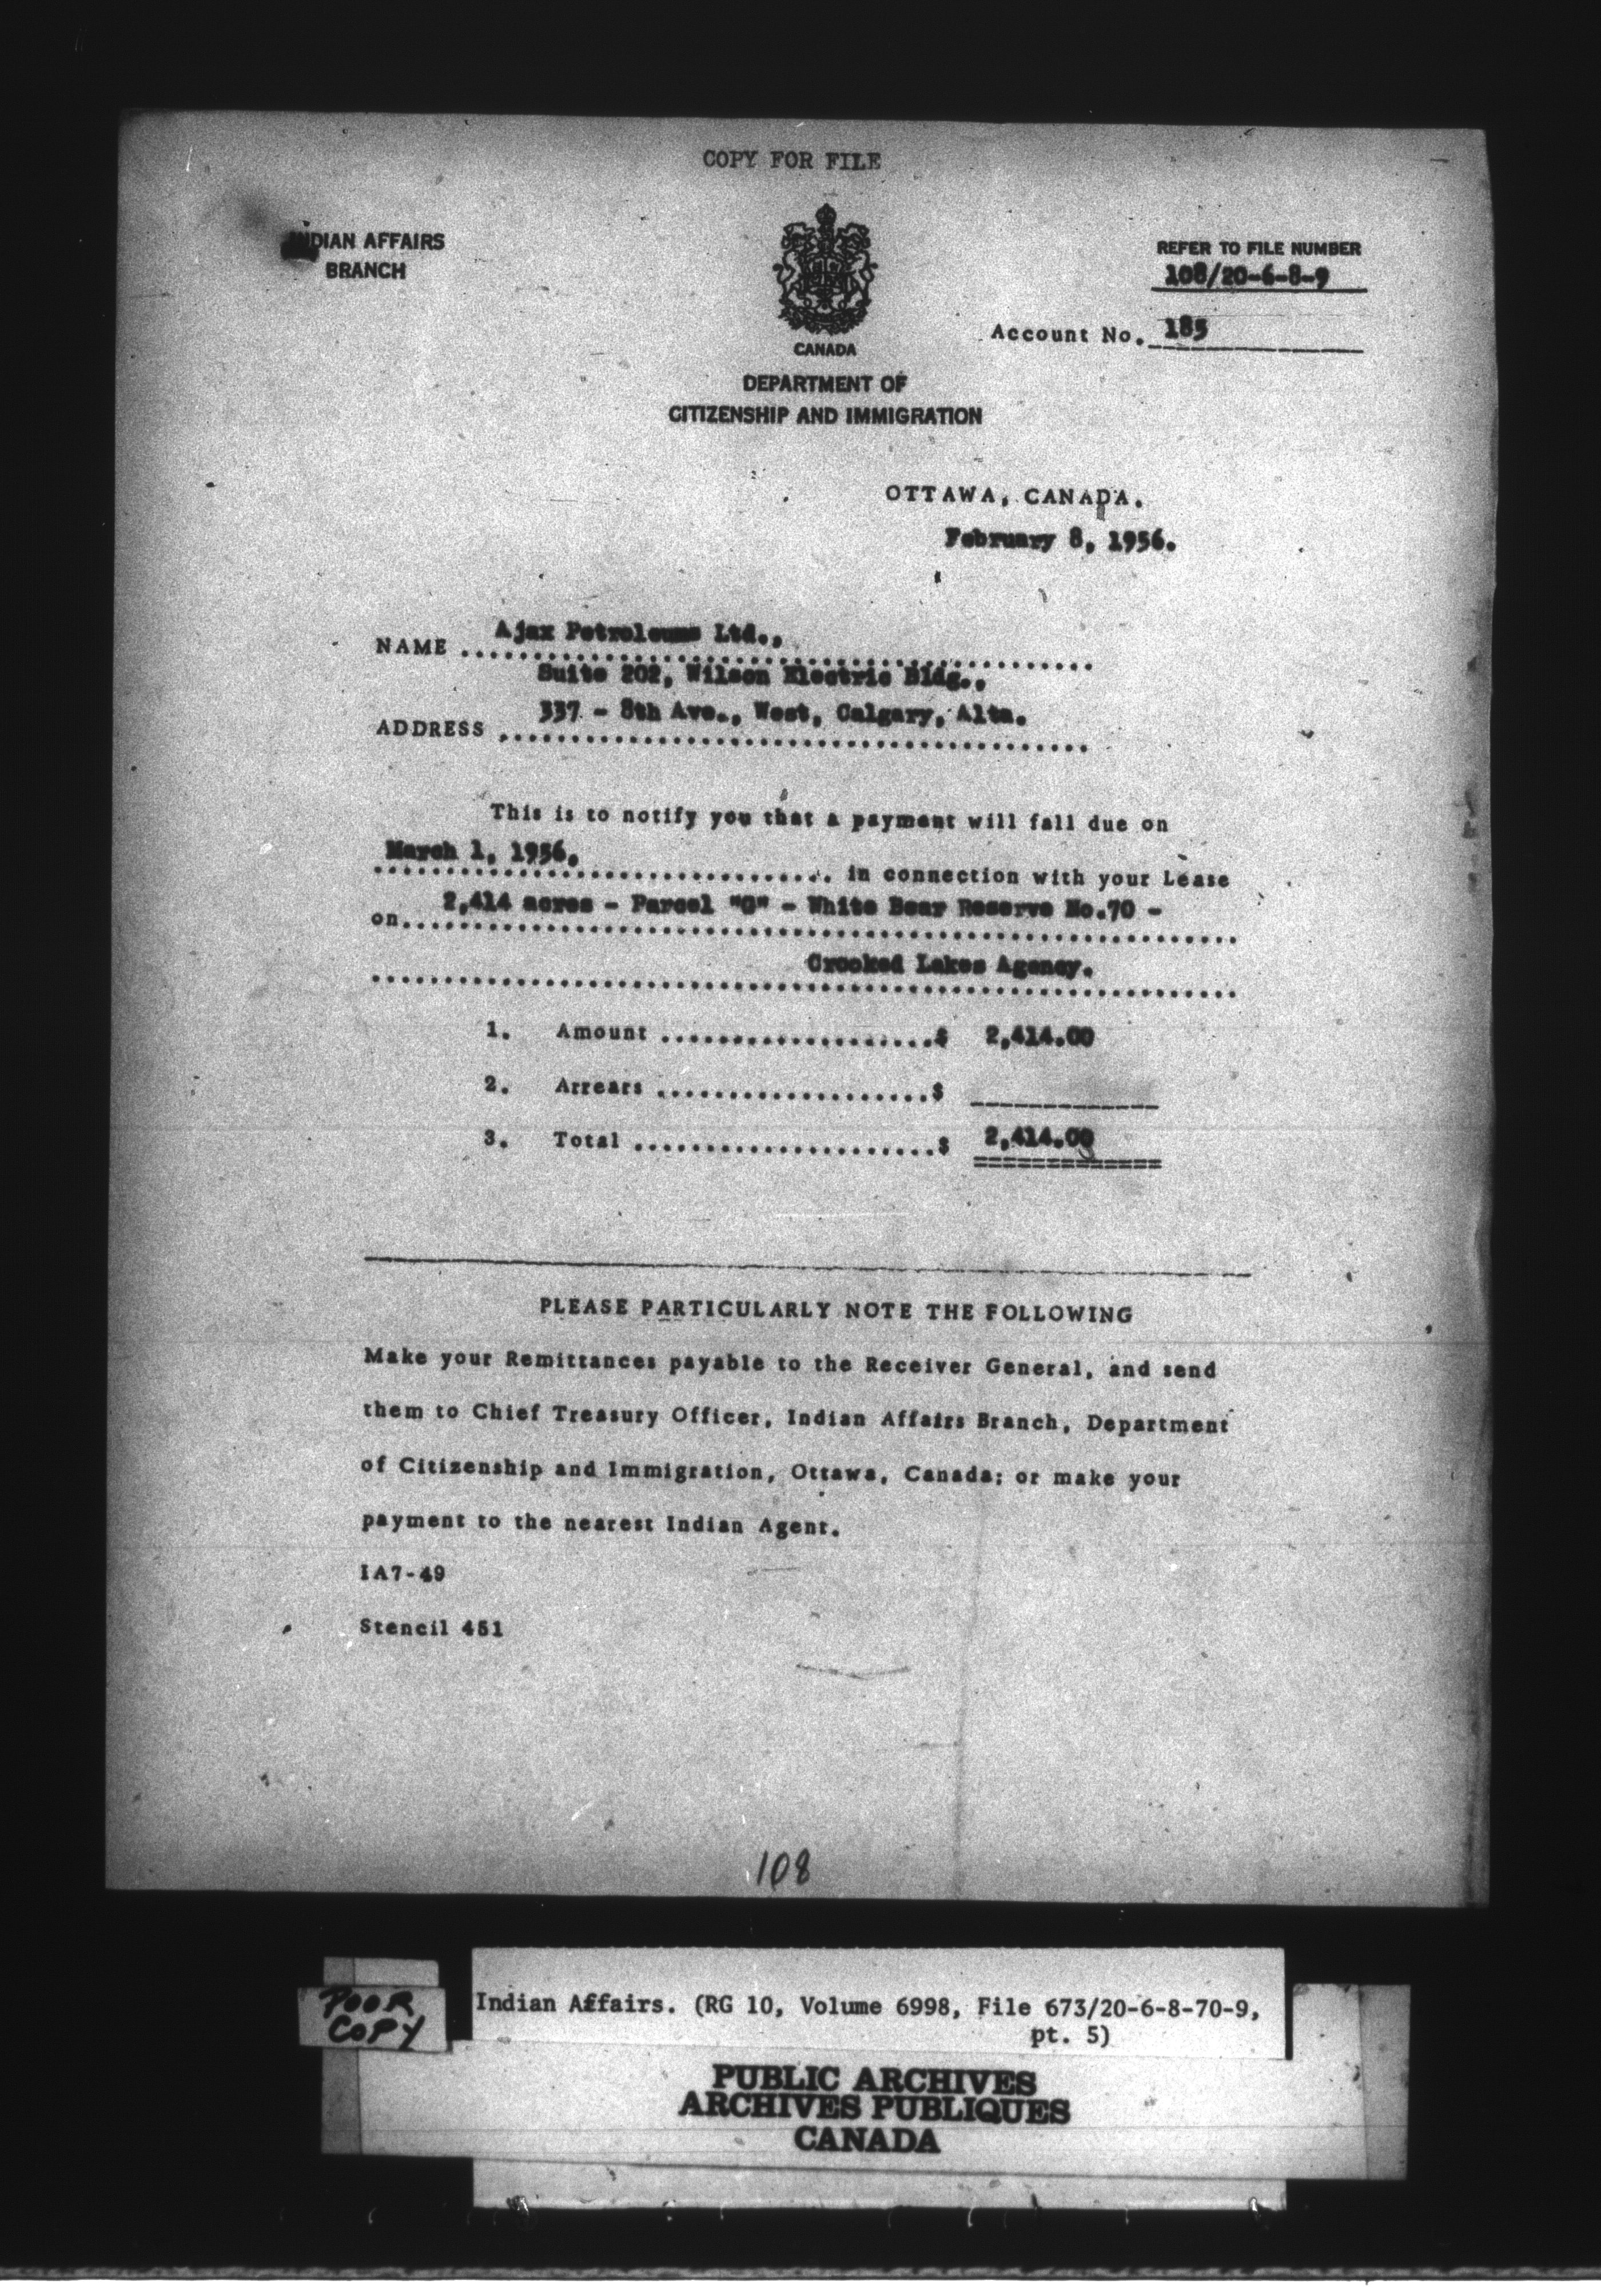 COPY FOR FILE
INDIAN AFFAIRS
BRANCH
REFER TO FILE NUMBER
108/20-6-8-9
Account No. 185
CANADA
DEPARTMENT OF
CITIZENSHIP AND IMMIGRATION
OTTAWA, CANADA.
February 8, 1956.
NAME Ajax Petroleums Ltd.,
Suite 202, Wilson Electric Bldg.,
ADDRESS 337 - 8th Ave., West, Calgary, Alta.
This is to notify you that a payment will fall due on
March 1, 1956, in connection with your Lease
on 2,414 acres - Parcel "G" - White Bear Reserve No.70 -
Crooked Lakes Agency.
1. Amount ...................$ 2,414.00
2. Arrears ...................$
3. Total .....................$ 2,414.00
PLEASE PARTICULARLY NOTE THE FOLLOWING
Make your Remittances payable to the Receiver General, and send
them to Chief Treasury Officer, Indian Affairs Branch, Department
of Citizenship and Immigration, Ottawa, Canada; or make your
payment to the nearest Indian Agent.
IA7-49
Stencil 451
108
POOR
COPY
Indian Affairs. (RG 10, Volume 6998, File 673/20-6-8-70-9,
pt. 5)
PUBLIC ARCHIVES
ARCHIVES PUBLIQUES
CANADA